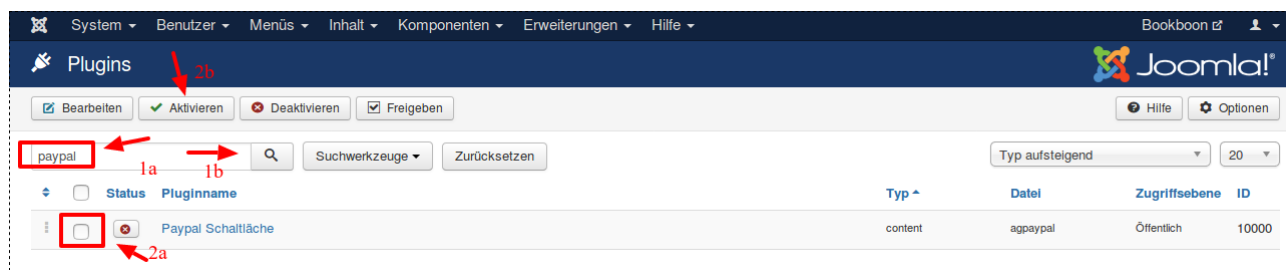 System Benutzer Menüs Inhalt Komponenten Erweiterungen Hilfe Bookboon
Plugins 2b Joomla!®
Bearbeiten Aktivieren Deaktivieren Freigeben Hilfe Optionen
paypal 1a 1b Suchwerkzeuge Zurücksetzen Typ aufsteigend 20
Status Pluginname Typ Datei Zugriffsebene ID
Paypal Schaltläche content agpaypal Öffentlich 10000
2a